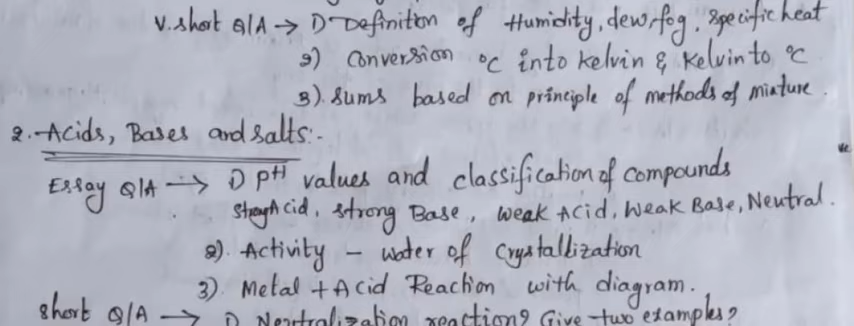 V.short Q/A → 1) Definition of Humidity, dew, fog, specific heat
2) Conversion °C into kelvin & kelvin to °C
3). Sums based on principle of methods of mixture.
2. Acids, Bases and Salts:-
Essay Q/A → 1) PH values and classification of compounds
Strong Acid, Strong Base, weak Acid, Weak Base, Neutral.
2). Activity - water of Crystallization
3). Metal + Acid Reaction with diagram.
Short Q/A → 1) Neutralization reaction? Give two examples?